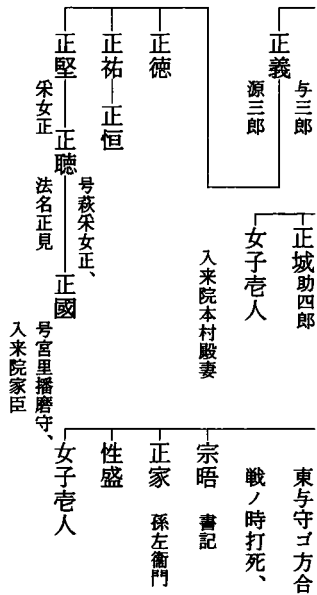 与三郎
正義
源三郎
正徳
正祐
正恒
正堅
釆女正
正聴
号萩釆女正、
法名正見
正國
号宮里播磨守、
入来院家臣
正城
助四郎
女子壱人
入来院本村殿妻
東与守ゴ方合
戦ノ時打死、
宗晤
書記
正家
孫左衞門
性盛
女子壱人